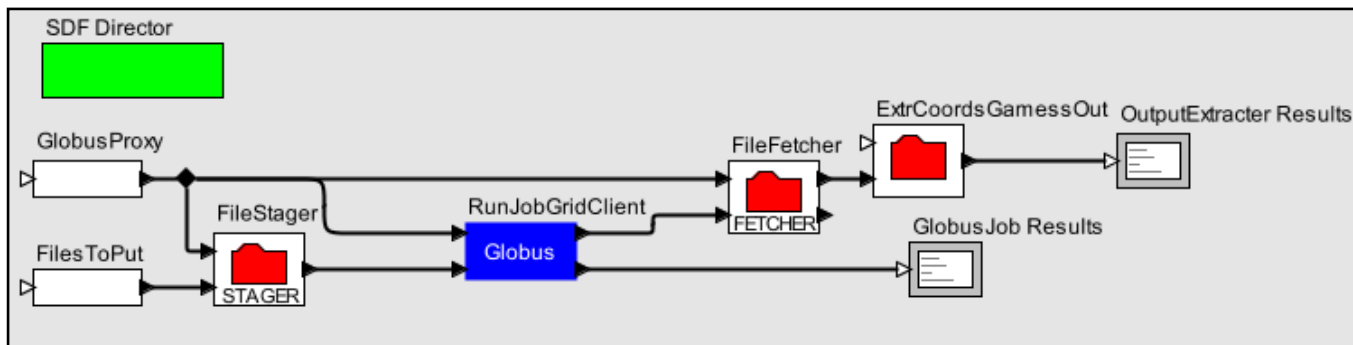 SDF Director
GlobusProxy
FilesToPut
FileStager
STAGER
RunJobGridClient
Globus
FileFetcher
FETCHER
ExtrCoordsGamessOut
OutputExtracter Results
GlobusJob Results